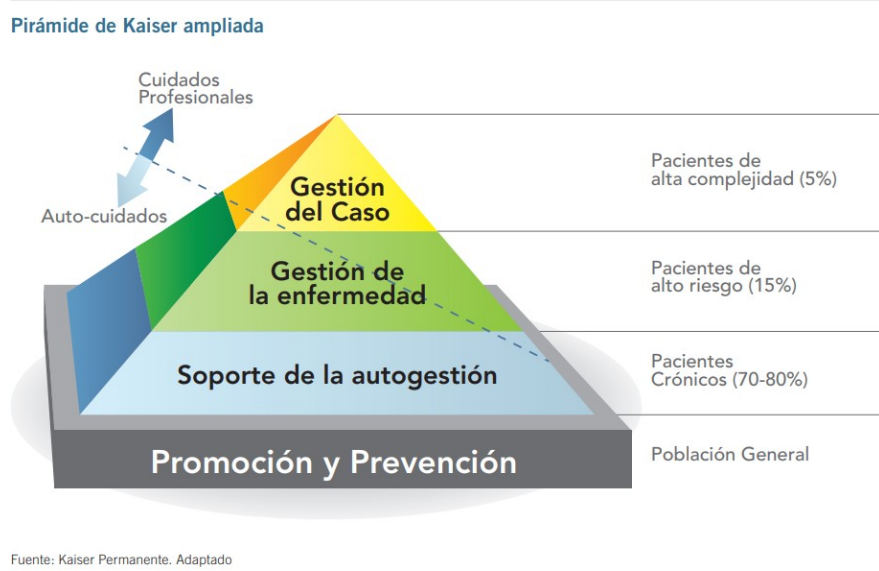 Pirámide de Kaiser ampliada
Cuidados
Profesionales
Auto-cuidados
Gestión
del Caso
Pacientes de
alta complejidad (5%)
Gestión de
la enfermedad
Pacientes de
alto riesgo (15%)
Soporte de la autogestión
Pacientes
Crónicos (70-80%)
Promoción y Prevención
Población General
Fuente: Kaiser Permanente. Adaptado